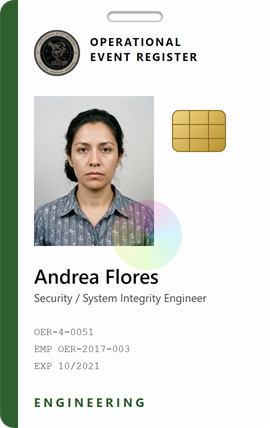 OPERATIONAL
EVENT REGISTER
Andrea Flores
Security / System Integrity Engineer
OER-4-0051
EMP OER-2017-003
EXP 10/2021
ENGINEERING